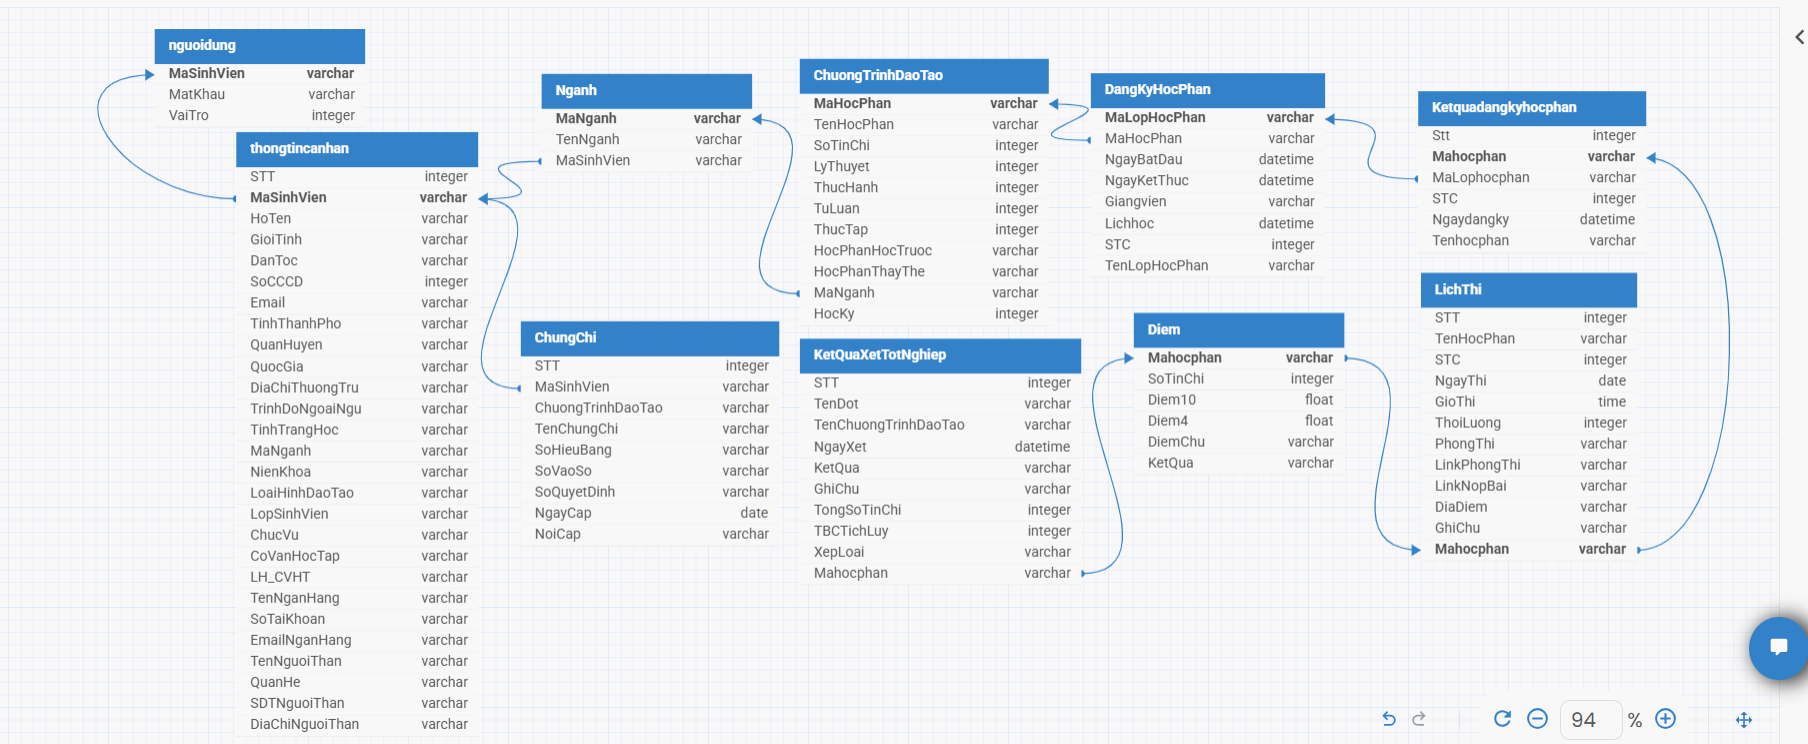 nguoidung
MaSinhVien varchar
MatKhau varchar
VaiTro integer
thongtincanhan
STT integer
MaSinhVien varchar
HoTen varchar
GioiTinh varchar
DanToc varchar
SoCCCD integer
Email varchar
TinhThanhPho varchar
QuanHuyen varchar
QuocGia varchar
DiaChiThuongTru varchar
TrinhDoNgoaiNgu varchar
TinhTrangHoc varchar
MaNganh varchar
NienKhoa varchar
LoaiHinhDaoTao varchar
LopSinhVien varchar
ChucVu varchar
CoVanHocTap varchar
LH_CVHT varchar
TenNganHang varchar
SoTaiKhoan varchar
EmailNganHang varchar
TenNguoiThan varchar
QuanHe varchar
SDTNguoiThan varchar
DiaChiNguoiThan varchar
Nganh
MaNganh varchar
TenNganh varchar
MaSinhVien varchar
ChungChi
STT integer
MaSinhVien varchar
ChuongTrinhDaoTao varchar
TenChungChi varchar
SoHieuBang varchar
SoVaoSo varchar
SoQuyetDinh varchar
NgayCap date
NoiCap varchar
ChuongTrinhDaoTao
MaHocPhan varchar
TenHocPhan varchar
SoTinChi integer
LyThuyet integer
ThucHanh integer
TuLuan integer
ThucTap integer
HocPhanHocTruoc varchar
HocPhanThayThe varchar
MaNganh varchar
HocKy integer
KetQuaXetTotNghiep
STT integer
TenDot varchar
TenChuongTrinhDaoTao varchar
NgayXet datetime
KetQua varchar
GhiChu varchar
TongSoTinChi integer
TBCTichLuy integer
XepLoai varchar
Mahocphan varchar
DangKyHocPhan
MaLopHocPhan varchar
MaHocPhan varchar
NgayBatDau datetime
NgayKetThuc datetime
Giangvien varchar
Lichhoc datetime
STC integer
TenLopHocPhan varchar
Diem
Mahocphan varchar
SoTinChi integer
Diem10 float
Diem4 float
DiemChu varchar
KetQua varchar
Ketquadangkyhocphan
Stt integer
Mahocphan varchar
MaLophocphan varchar
STC integer
Ngaydangky datetime
Tenhocphan varchar
LichThi
STT integer
TenHocPhan varchar
STC integer
NgayThi date
GioThi time
ThoiLuong integer
PhongThi varchar
LinkPhongThi varchar
LinkNopBai varchar
DiaDiem varchar
GhiChu varchar
Mahocphan varchar
94 %